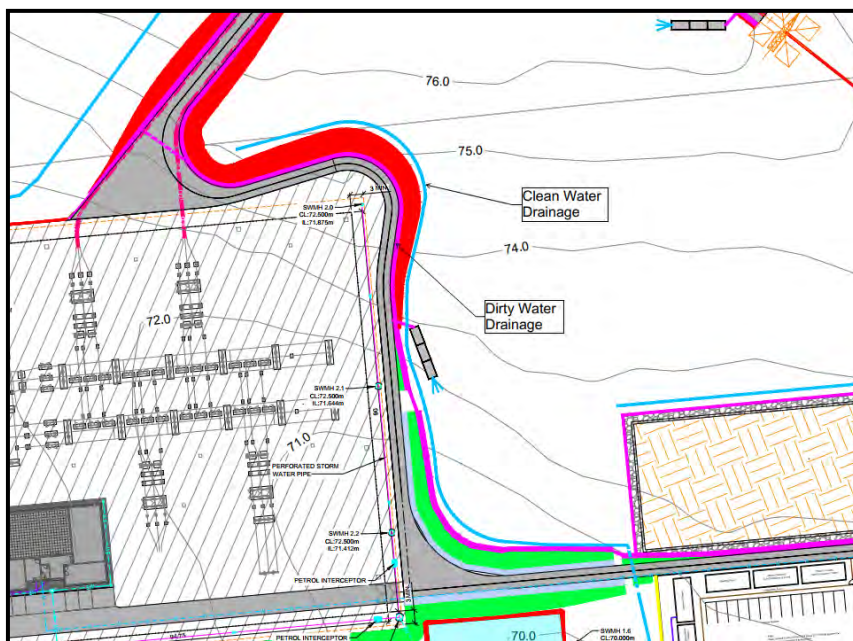 76.0
75.0
Clean Water
Drainage
SWMH 2.0
CL:72.500m
IL:71.875m
74.0
Dirty Water
Drainage
72.0
SWMH 2.1
CL:72.500m
IL:71.644m
90
71.0
PERFORATED STORM
WATER PIPE
SWMH 2.2
CL:72.500m
IL:71.412m
PETROL INTERCEPTOR
PETROL INTERCEPTOR
70.0
SWMH 1.6
CL:70.000m